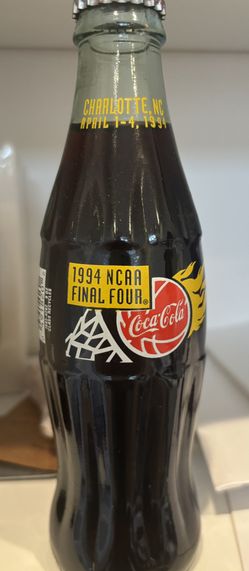 CHARLOTTE, NC
APRIL 1-4, 1994
1994 NCAA
FINAL FOUR®
Coca-Cola